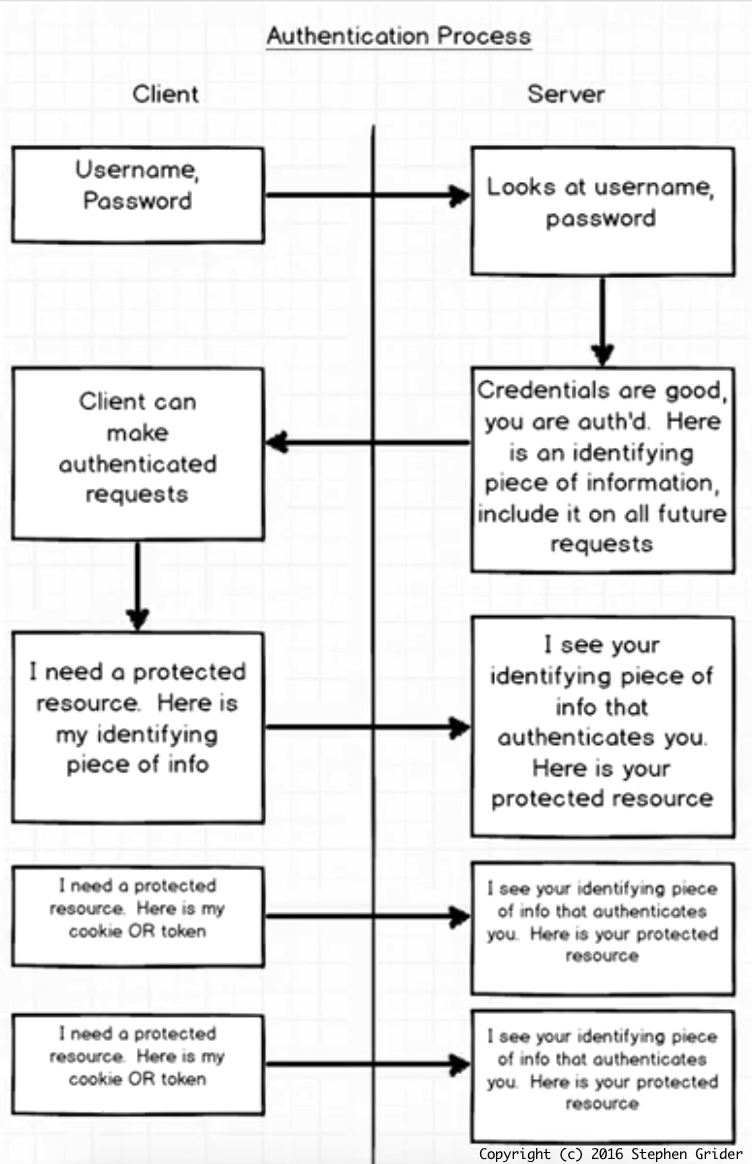 Authentication Process
Client
Server
Username,
Password
Looks at username,
password
Credentials are good,
you are auth'd. Here
is an identifying
piece of information,
include it on all future
requests
Client can
make
authenticated
requests
I need a protected
resource. Here is
my identifying
piece of info
I see your
identifying piece of
info that
authenticates you.
Here is your
protected resource
I need a protected
resource. Here is my
cookie OR token
I see your identifying piece
of info that authenticates
you. Here is your protected
resource
I need a protected
resource. Here is my
cookie OR token
I see your identifying piece
of info that authenticates
you. Here is your protected
resource
Copyright (c) 2016 Stephen Grider